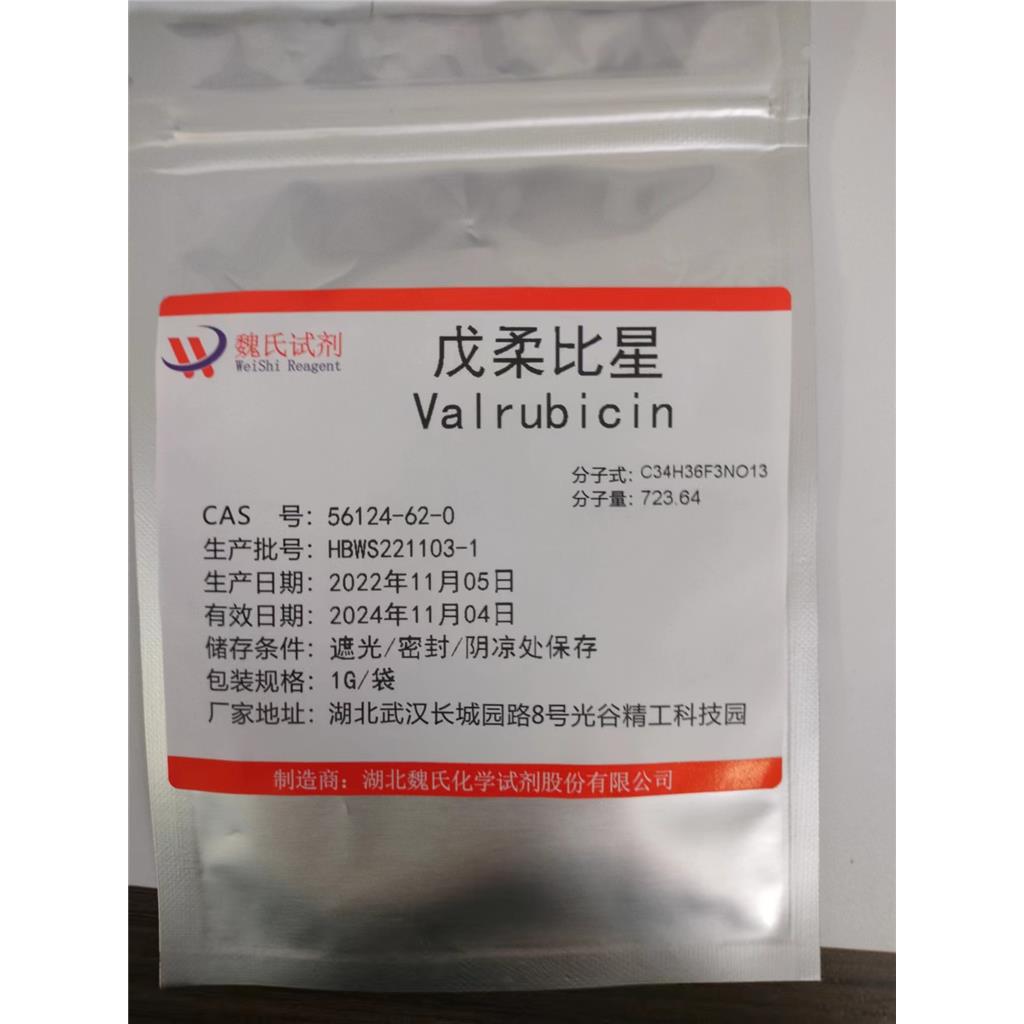 魏氏试剂
WeiShi Reagent
戊柔比星
Valrubicin
分子式：C34H36F3NO13
分子量：723.64
CAS 号：56124-62-0
生产批号：HBWS221103-1
生产日期：2022年11月05日
有效日期：2024年11月04日
储存条件：遮光/密封/阴凉处保存
包装规格：1G/袋
厂家地址：湖北武汉长城园路8号光谷精工科技园
制造商：湖北魏氏化学试剂股份有限公司